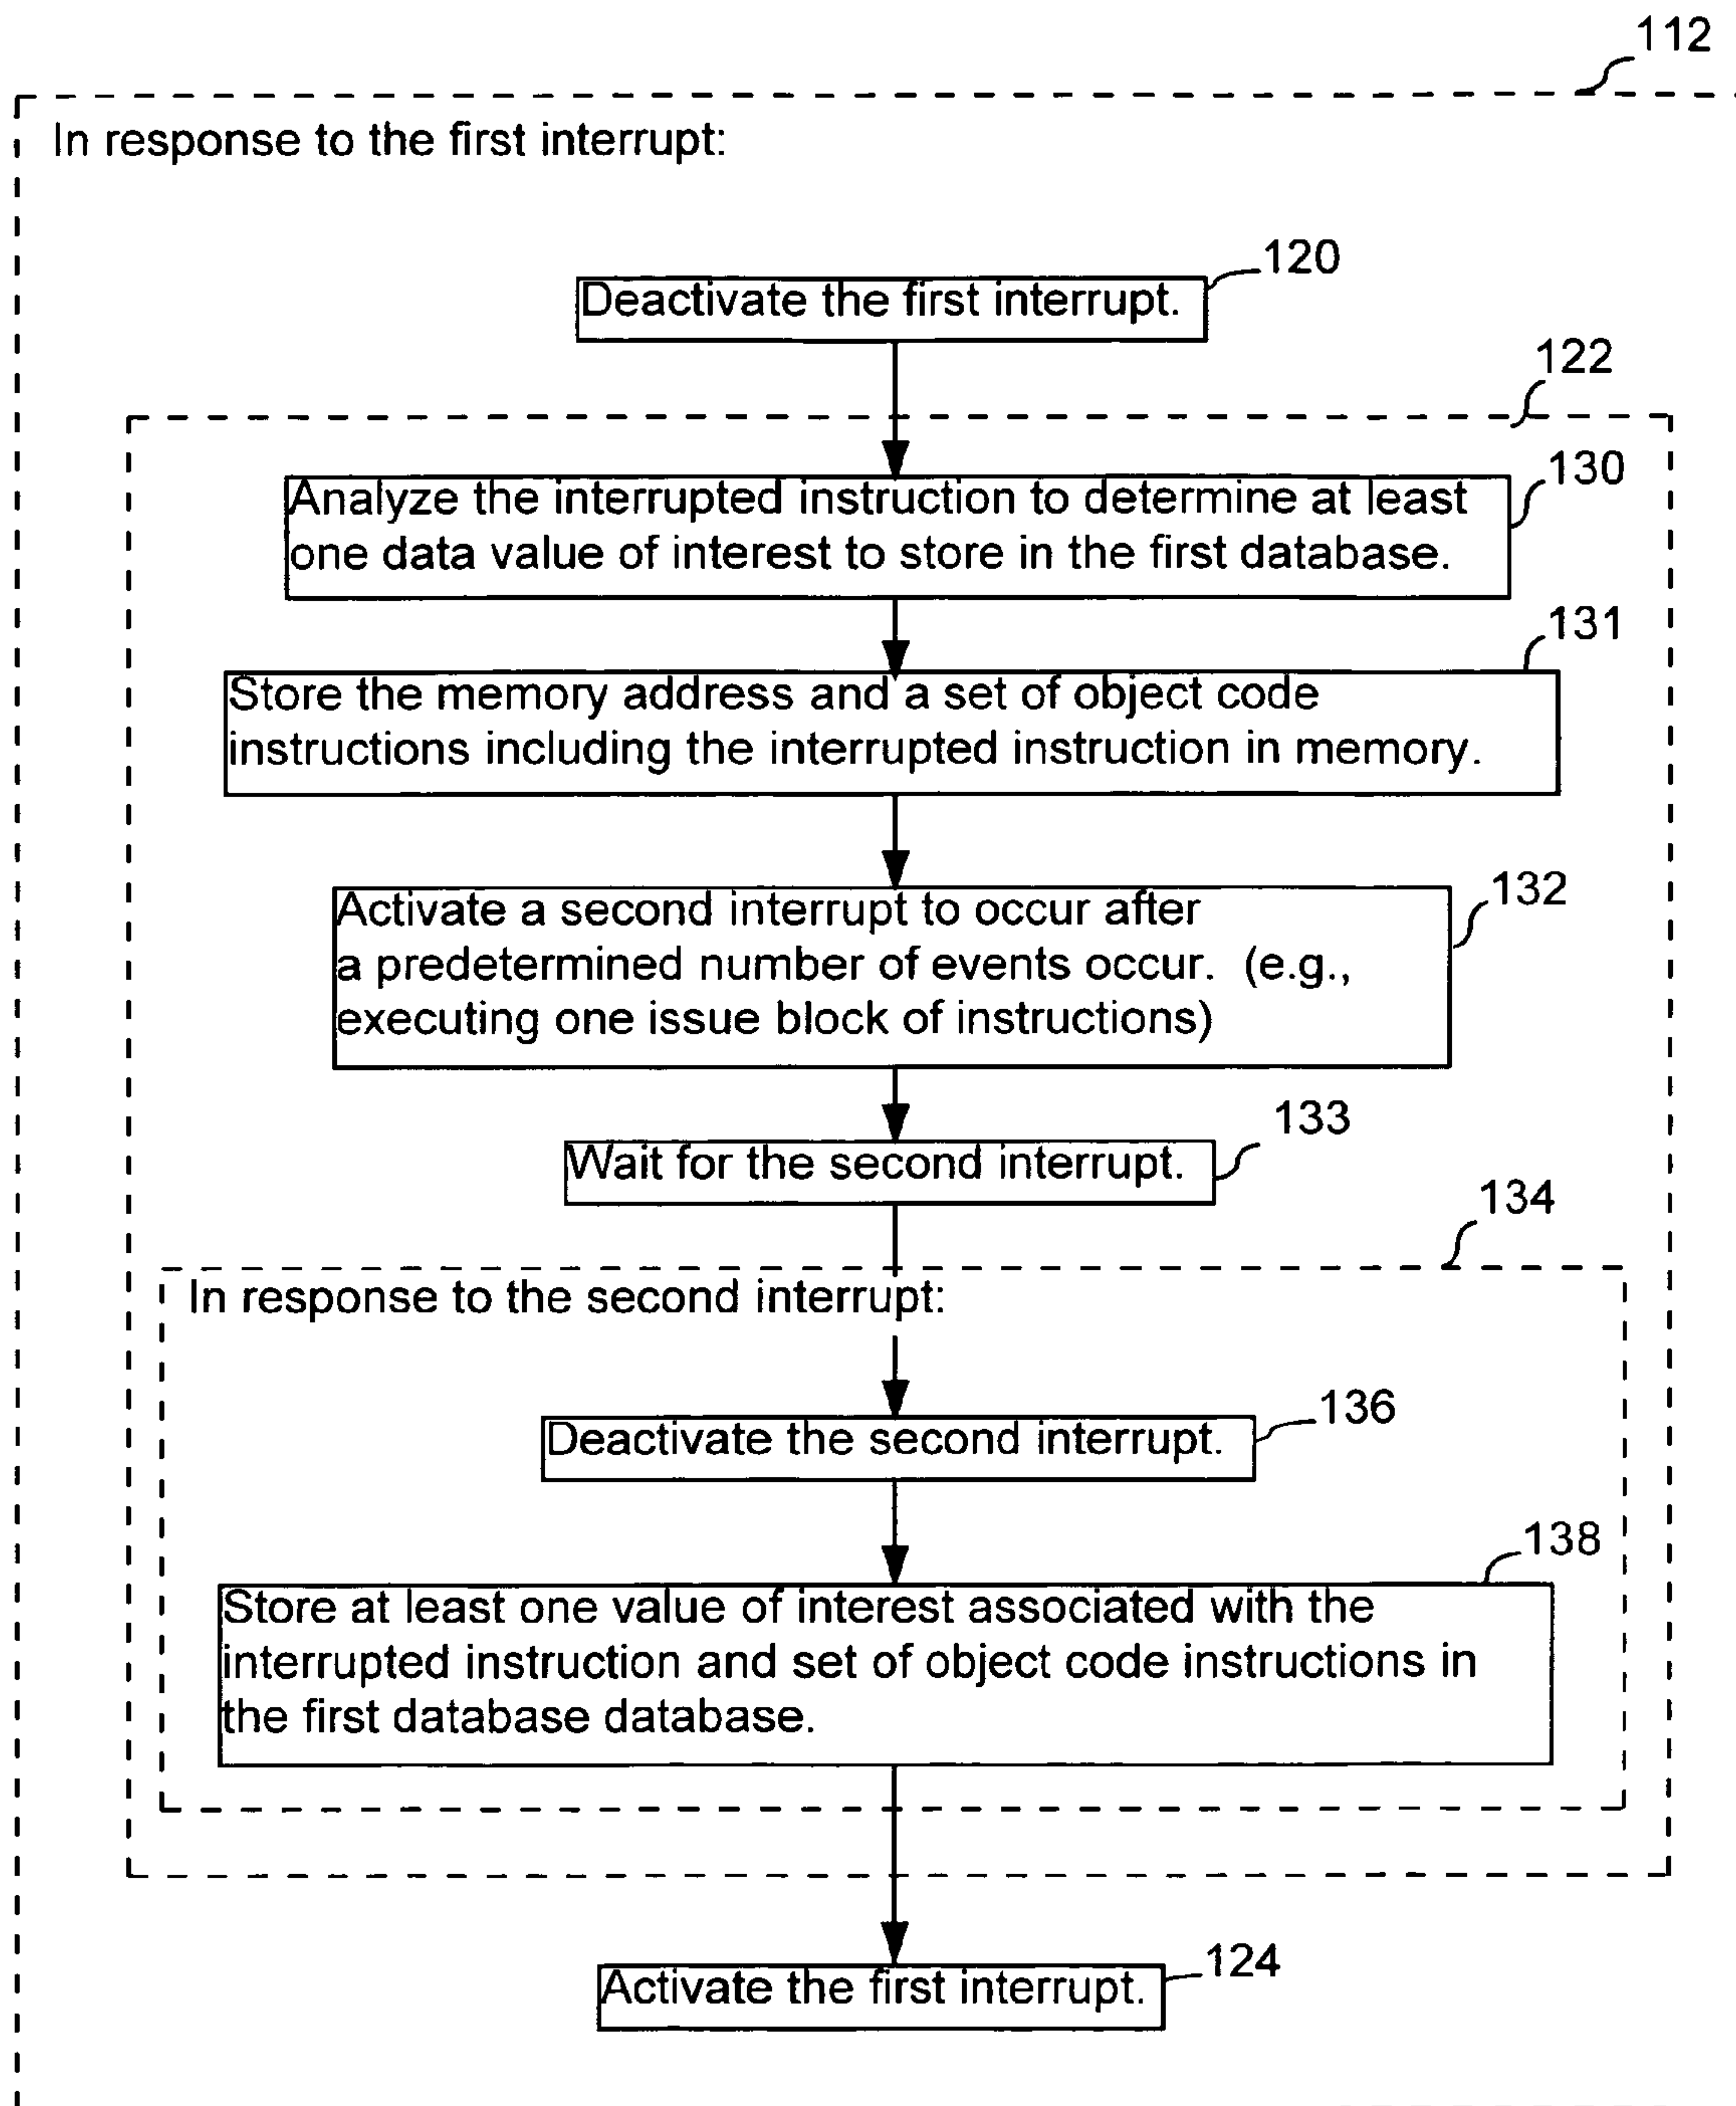 112
In response to the first interrupt:
120
Deactivate the first interrupt.
122
130
Analyze the interrupted instruction to determine at least
one data value of interest to store in the first database.
131
Store the memory address and a set of object code
instructions including the interrupted instruction in memory.
132
Activate a second interrupt to occur after
a predetermined number of events occur. (e.g.,
executing one issue block of instructions)
133
Wait for the second interrupt.
134
In response to the second interrupt:
136
Deactivate the second interrupt.
138
Store at least one value of interest associated with the
interrupted instruction and set of object code instructions in
the first database database.
124
Activate the first interrupt.